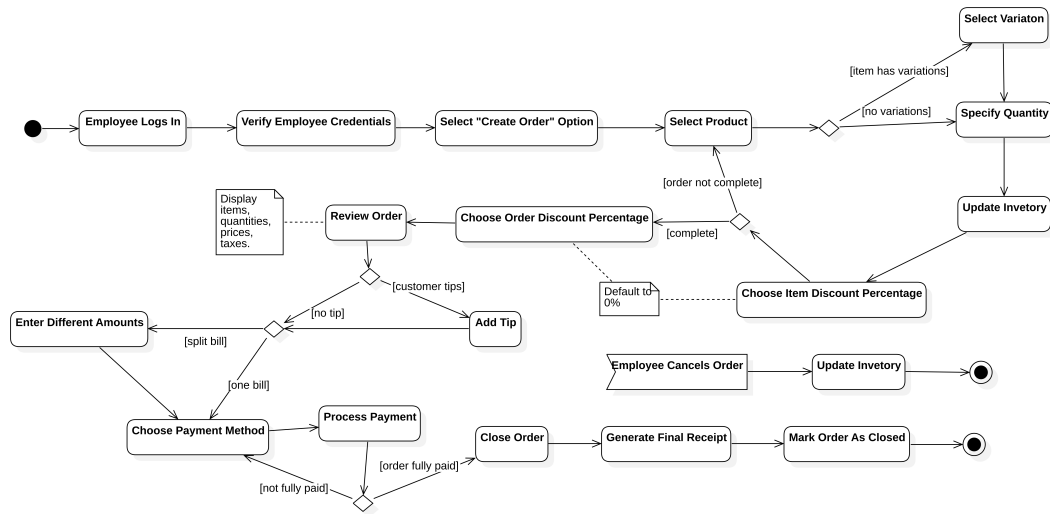 Select Variaton
[item has variations]
[no variations]
Employee Logs In
Verify Employee Credentials
Select "Create Order" Option
Select Product
Specify Quantity
[order not complete]
Display
items,
quantities,
prices,
taxes.
Review Order
Choose Order Discount Percentage
[complete]
Update Invetory
[customer tips]
Default to
0%
Choose Item Discount Percentage
[no tip]
Enter Different Amounts
[split bill]
Add Tip
Employee Cancels Order
Update Invetory
[one bill]
Choose Payment Method
Process Payment
Close Order
Generate Final Receipt
Mark Order As Closed
[order fully paid]
[not fully paid]